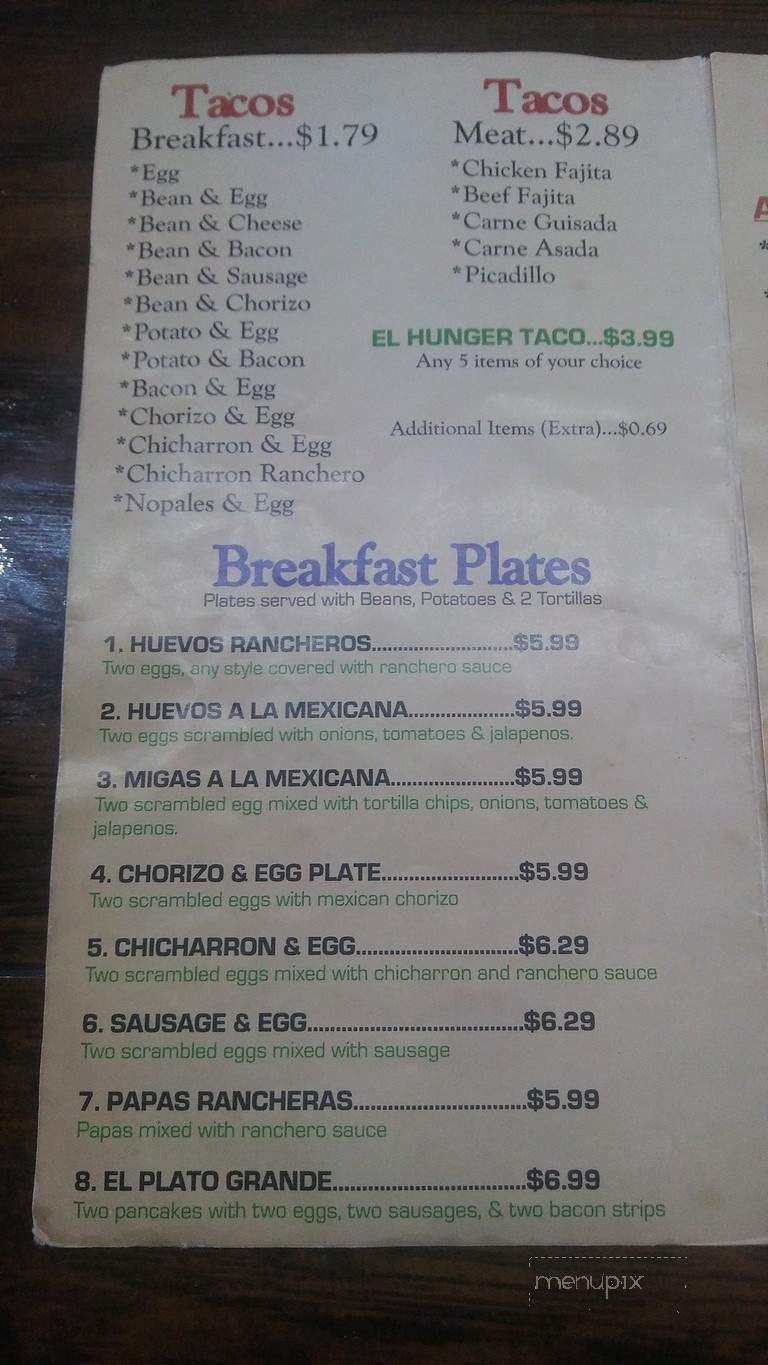 Tacos
Breakfast...$1.79
*Egg
*Bean & Egg
*Bean & Cheese
*Bean & Bacon
*Bean & Sausage
*Bean & Chorizo
*Potato & Egg
*Potato & Bacon
*Bacon & Egg
*Chorizo & Egg
*Chicharron & Egg
*Chicharron Ranchero
*Nopales & Egg
Tacos
Meat...$2.89
*Chicken Fajita
*Beef Fajita
*Carne Guisada
*Carne Asada
*Picadillo
EL HUNGER TACO...$3.99
Any 5 items of your choice
Additional Items (Extra)...$0.69
Breakfast Plates
Plates served with Beans, Potatoes & 2 Tortillas
1. HUEVOS RANCHEROS............................$5.99
Two eggs, any style covered with ranchero sauce
2. HUEVOS A LA MEXICANA.....................$5.99
Two eggs scrambled with onions, tomatoes & jalapenos.
3. MIGAS A LA MEXICANA.........................$5.99
Two scrambled egg mixed with tortilla chips, onions, tomatoes &
jalapenos.
4. CHORIZO & EGG PLATE...........................$5.99
Two scrambled eggs with mexican chorizo
5. CHICHARRON & EGG................................$6.29
Two scrambled eggs mixed with chicharron and ranchero sauce
6. SAUSAGE & EGG..........................................$6.29
Two scrambled eggs mixed with sausage
7. PAPAS RANCHERAS.................................$5.99
Papas mixed with ranchero sauce
8. EL PLATO GRANDE.....................................$6.99
Two pancakes with two eggs, two sausages, & two bacon strips
menupix